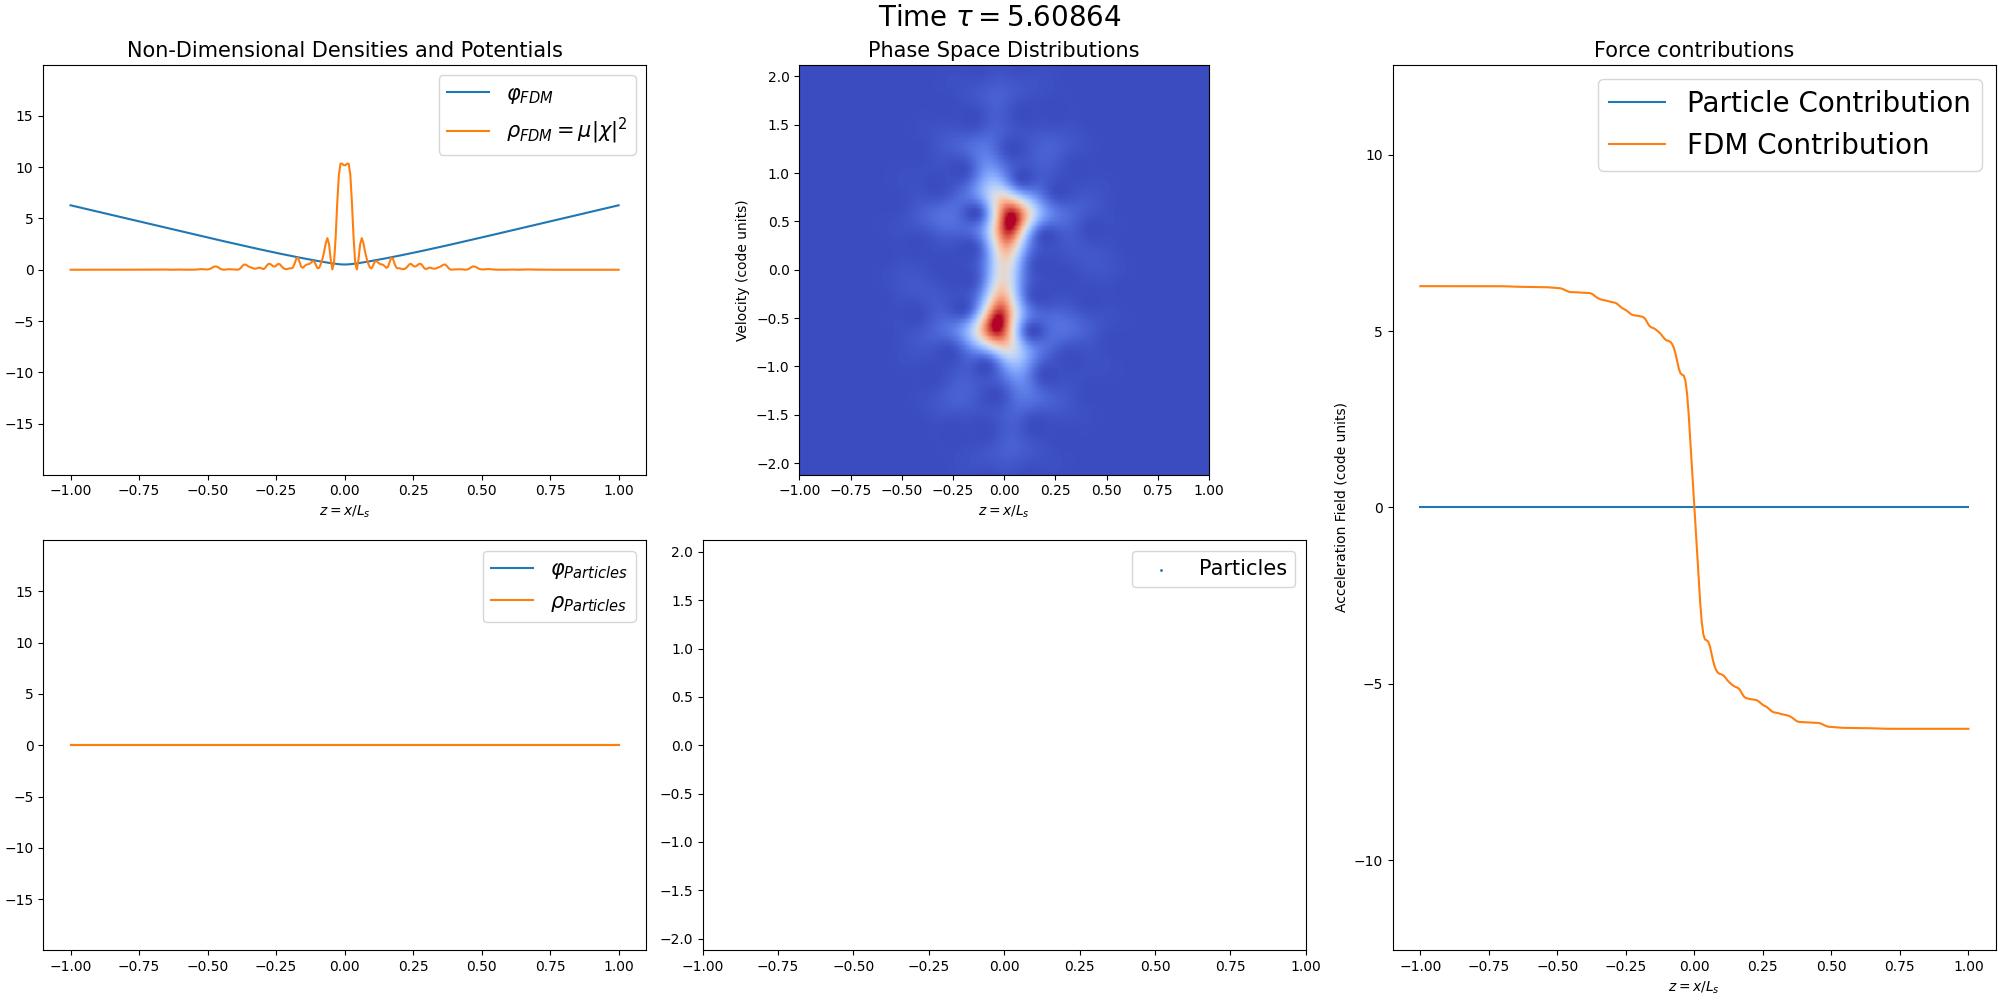 Time τ = 5.60864
Non-Dimensional Densities and Potentials
φ_FDM
ρ_FDM = μ|χ|²
15
10
5
0
−5
−10
−15
−1.00 −0.75 −0.50 −0.25 0.00 0.25 0.50 0.75 1.00
z = x/L_s
Phase Space Distributions
Velocity (code units)
2.0
1.5
1.0
0.5
0.0
−0.5
−1.0
−1.5
−2.0
−1.00 −0.75 −0.50 −0.25 0.00 0.25 0.50 0.75 1.00
z = x/L_s
Force contributions
Particle Contribution
FDM Contribution
Acceleration Field (code units)
10
5
0
−5
−10
−1.00 −0.75 −0.50 −0.25 0.00 0.25 0.50 0.75 1.00
z = x/L_s
φ_Particles
ρ_Particles
15
10
5
0
−5
−10
−15
−1.00 −0.75 −0.50 −0.25 0.00 0.25 0.50 0.75 1.00
Particles
2.0
1.5
1.0
0.5
0.0
−0.5
−1.0
−1.5
−2.0
−1.00 −0.75 −0.50 −0.25 0.00 0.25 0.50 0.75 1.00